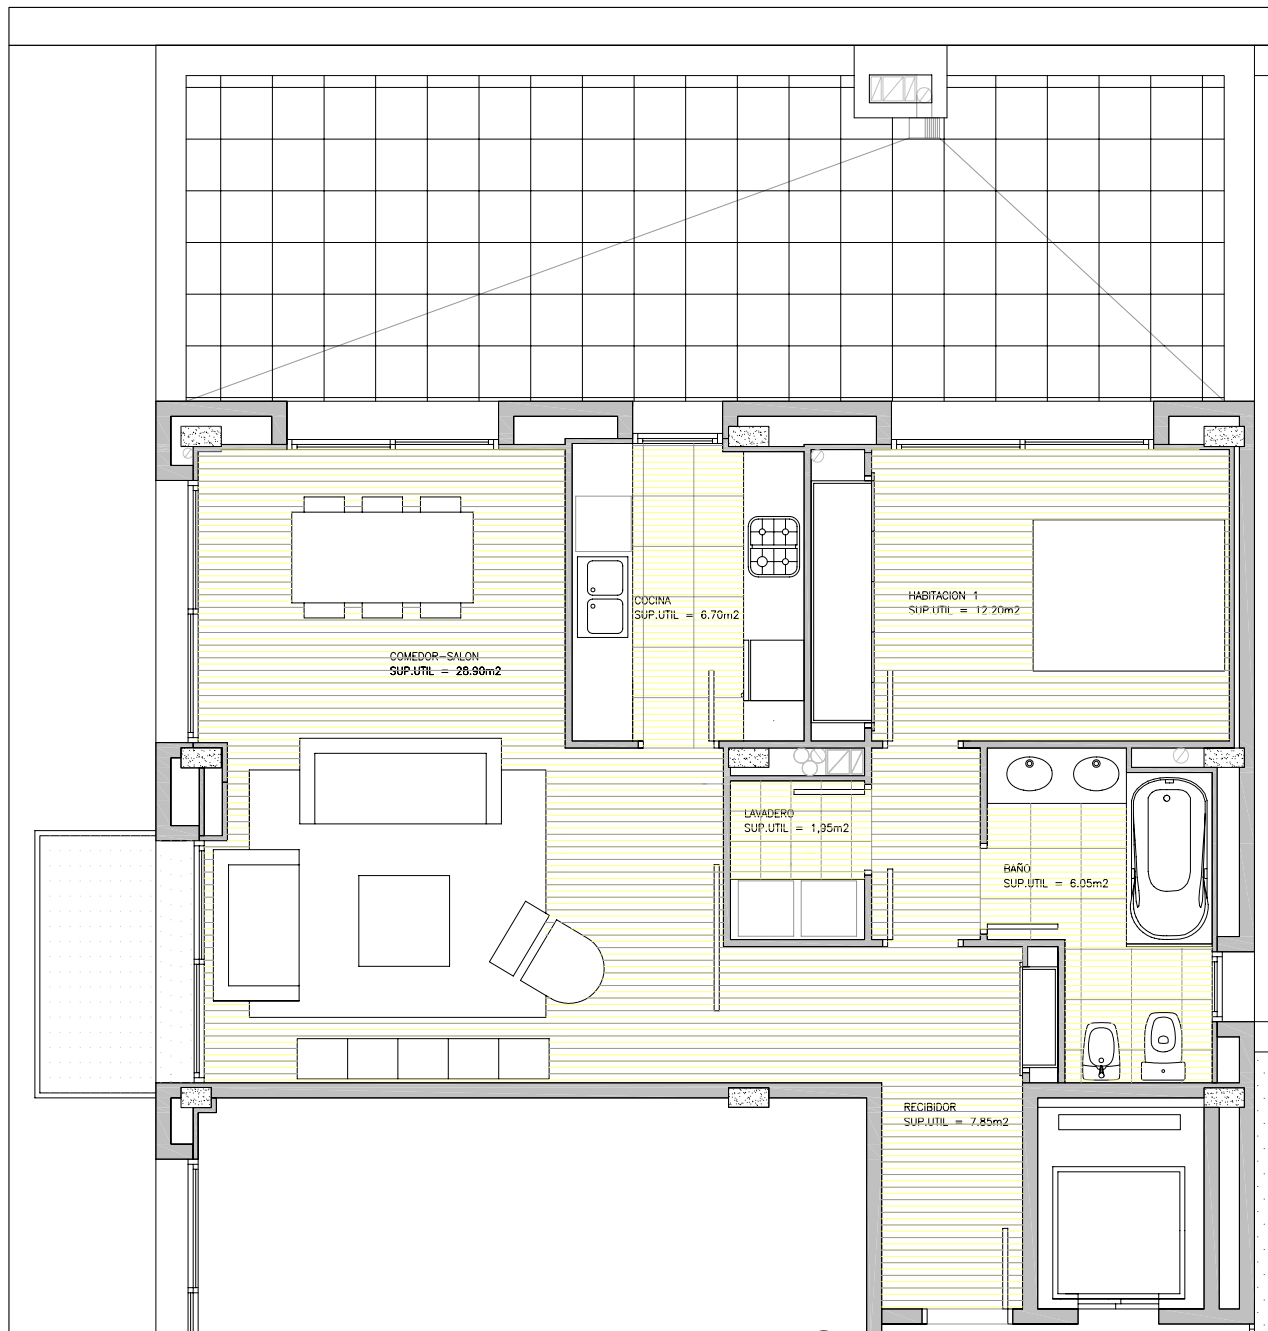 COCINA
SUP.UTIL = 6.70m2
HABITACION 1
SUP.UTIL = 12.20m2
COMEDOR-SALON
SUP.UTIL = 28.90m2
LAVADERO
SUP.UTIL = 1,95m2
BAÑO
SUP.UTIL = 6.05m2
RECIBIDOR
SUP.UTIL = 7.85m2